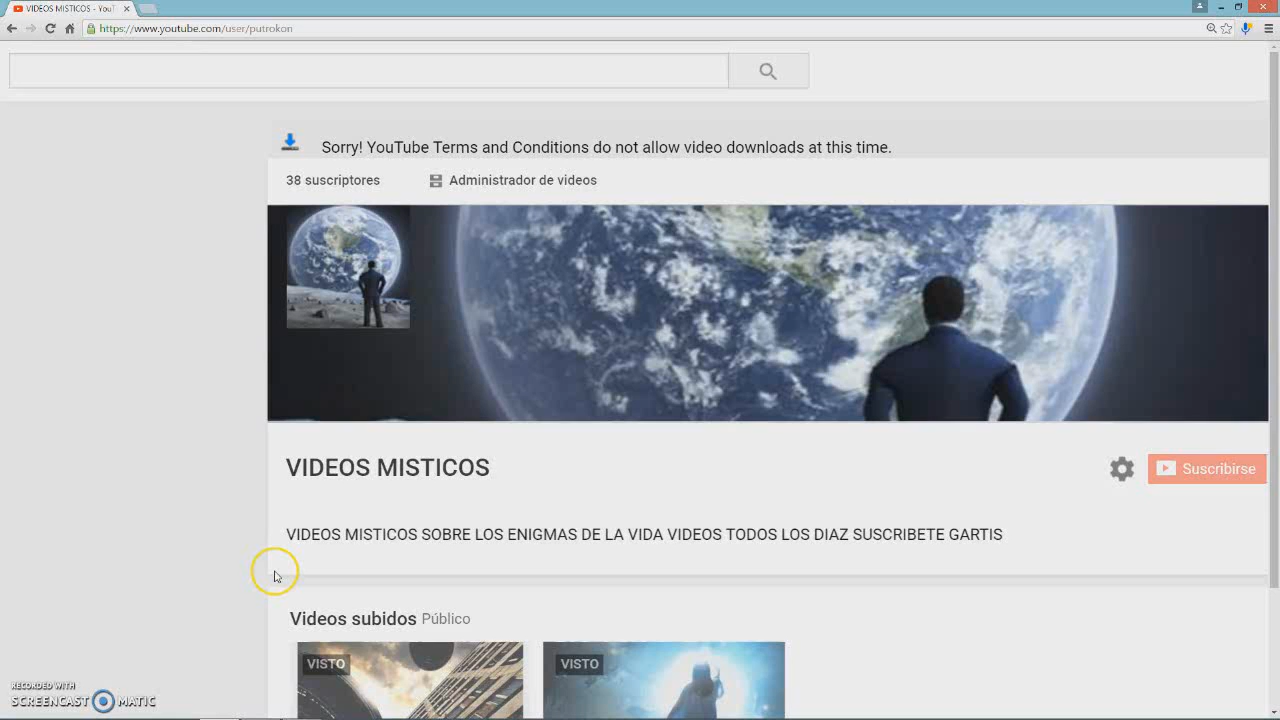 VIDEOS MISTICOS - YouT
https://www.youtube.com/user/putrokon
Sorry! YouTube Terms and Conditions do not allow video downloads at this time.
38 suscriptores
Administrador de videos
VIDEOS MISTICOS
Suscribirse
VIDEOS MISTICOS SOBRE LOS ENIGMAS DE LA VIDA VIDEOS TODOS LOS DIAZ SUSCRIBETE GARTIS
Videos subidos Público
VISTO
VISTO
RECORDED WITH
SCREENCAST MATIC